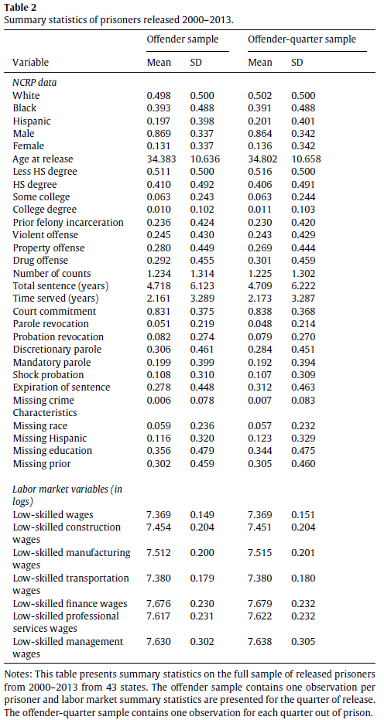 Table 2
Summary statistics of prisoners released 2000–2013.
Offender sample Offender-quarter sample
Variable Mean SD Mean SD
NCRP data
White 0.498 0.500 0.502 0.500
Black 0.393 0.488 0.391 0.488
Hispanic 0.197 0.398 0.201 0.401
Male 0.869 0.337 0.864 0.342
Female 0.131 0.337 0.136 0.342
Age at release 34.383 10.636 34.802 10.658
Less HS degree 0.511 0.500 0.516 0.500
HS degree 0.410 0.492 0.406 0.491
Some college 0.063 0.243 0.063 0.244
College degree 0.010 0.102 0.011 0.103
Prior felony incarceration 0.236 0.424 0.230 0.420
Violent offense 0.245 0.430 0.243 0.429
Property offense 0.280 0.449 0.269 0.444
Drug offense 0.292 0.455 0.301 0.459
Number of counts 1.234 1.314 1.225 1.302
Total sentence (years) 4.718 6.123 4.709 6.222
Time served (years) 2.161 3.289 2.173 3.287
Court commitment 0.831 0.375 0.838 0.368
Parole revocation 0.051 0.219 0.048 0.214
Probation revocation 0.082 0.274 0.079 0.270
Discretionary parole 0.306 0.461 0.284 0.451
Mandatory parole 0.199 0.399 0.192 0.394
Shock probation 0.108 0.310 0.107 0.309
Expiration of sentence 0.278 0.448 0.312 0.463
Missing crime 0.006 0.078 0.007 0.083
Characteristics
Missing race 0.059 0.236 0.057 0.232
Missing Hispanic 0.116 0.320 0.123 0.329
Missing education 0.356 0.479 0.344 0.475
Missing prior 0.302 0.459 0.305 0.460
Labor market variables (in
logs)
Low-skilled wages 7.369 0.149 7.369 0.151
Low-skilled construction 7.454 0.204 7.451 0.204
wages
Low-skilled manufacturing 7.512 0.200 7.515 0.201
wages
Low-skilled transportation 7.380 0.179 7.380 0.180
wages
Low-skilled finance wages 7.676 0.230 7.679 0.232
Low-skilled professional 7.617 0.231 7.622 0.232
services wages
Low-skilled management 7.630 0.302 7.638 0.305
wages
Notes: This table presents summary statistics on the full sample of released prisoners
from 2000–2013 from 43 states. The offender sample contains one observation per
prisoner and labor market summary statistics are presented for the quarter of release.
The offender-quarter sample contains one observation for each quarter out of prison.